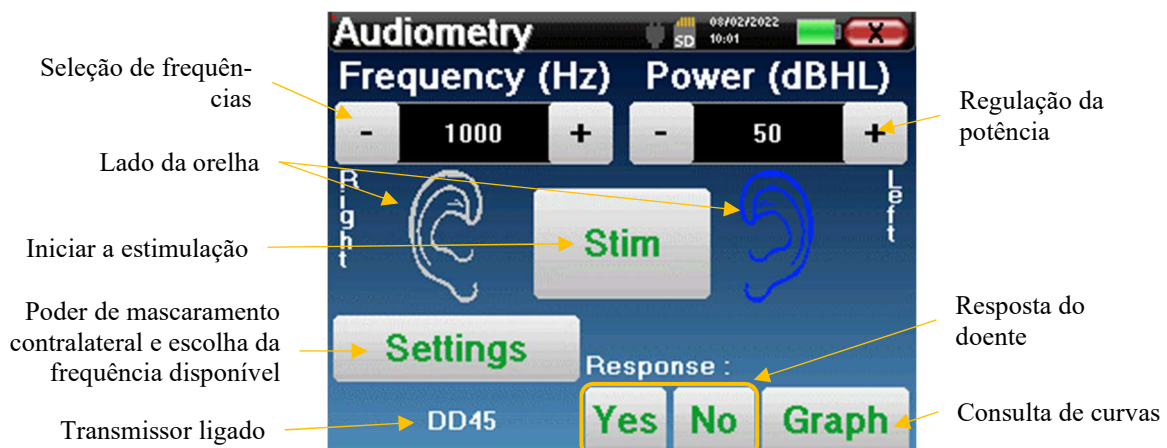 Audiometry
SD
08/02/2022
10:01
X
Frequency (Hz)
Power (dBHL)
- 1000 +
- 50 +
Right
Left
Stim
Settings
Response :
DD45
Yes
No
Graph
Seleção de frequên-
cias
Lado da orelha
Iniciar a estimulação
Poder de mascaramento
contralateral e escolha da
frequência disponível
Transmissor ligado
Regulação da
potência
Resposta do
doente
Consulta de curvas